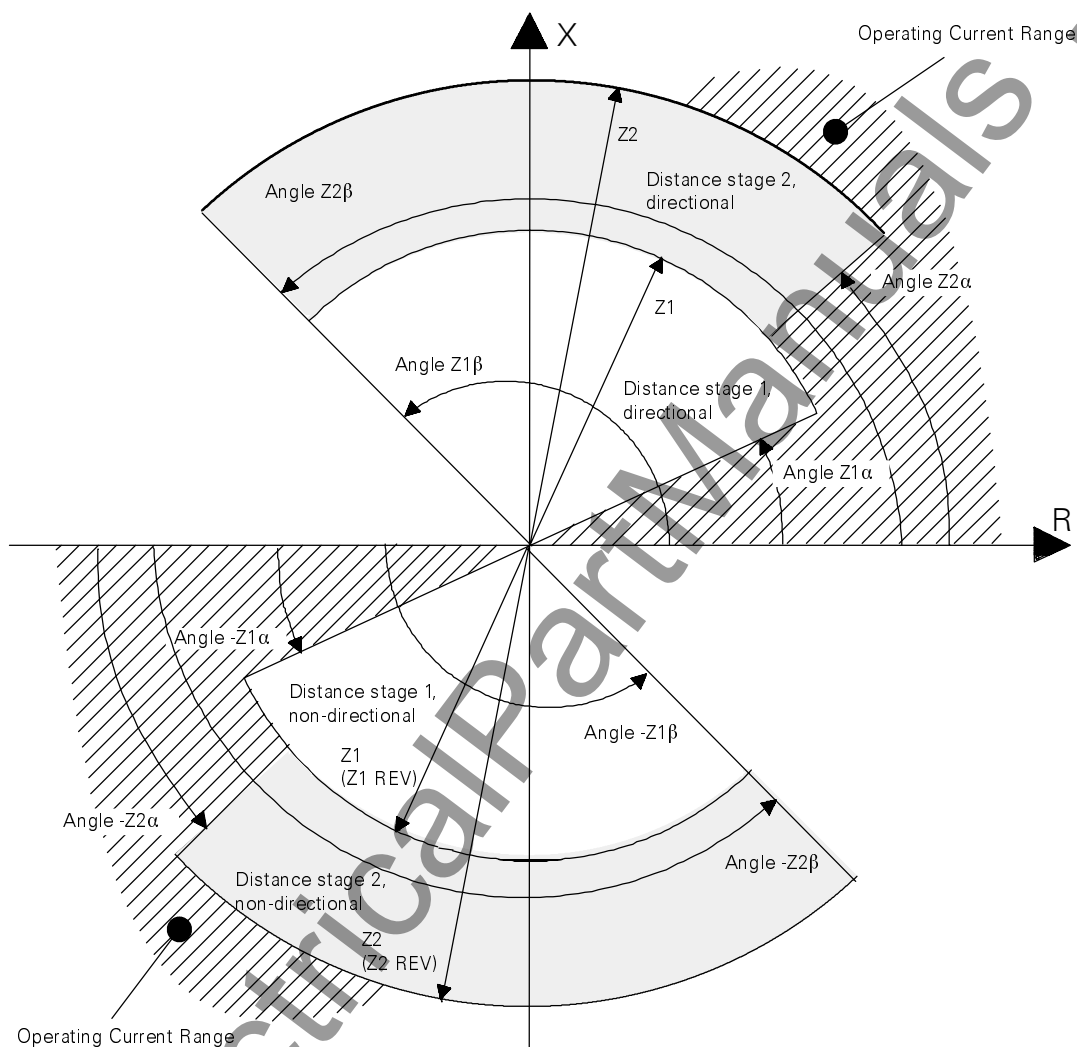 Operating Current Range
X
Z2
Angle Z2β
Distance stage 2,
directional
Angle Z2α
Z1
Angle Z1β
Distance stage 1,
directional
Angle Z1α
R
Angle -Z1α
Distance stage 1,
non-directional
Angle -Z1β
Z1
(Z1 REV)
Angle -Z2α
Angle -Z2β
Distance stage 2,
non-directional
Z2
(Z2 REV)
Operating Current Range
ctricalPartManuals